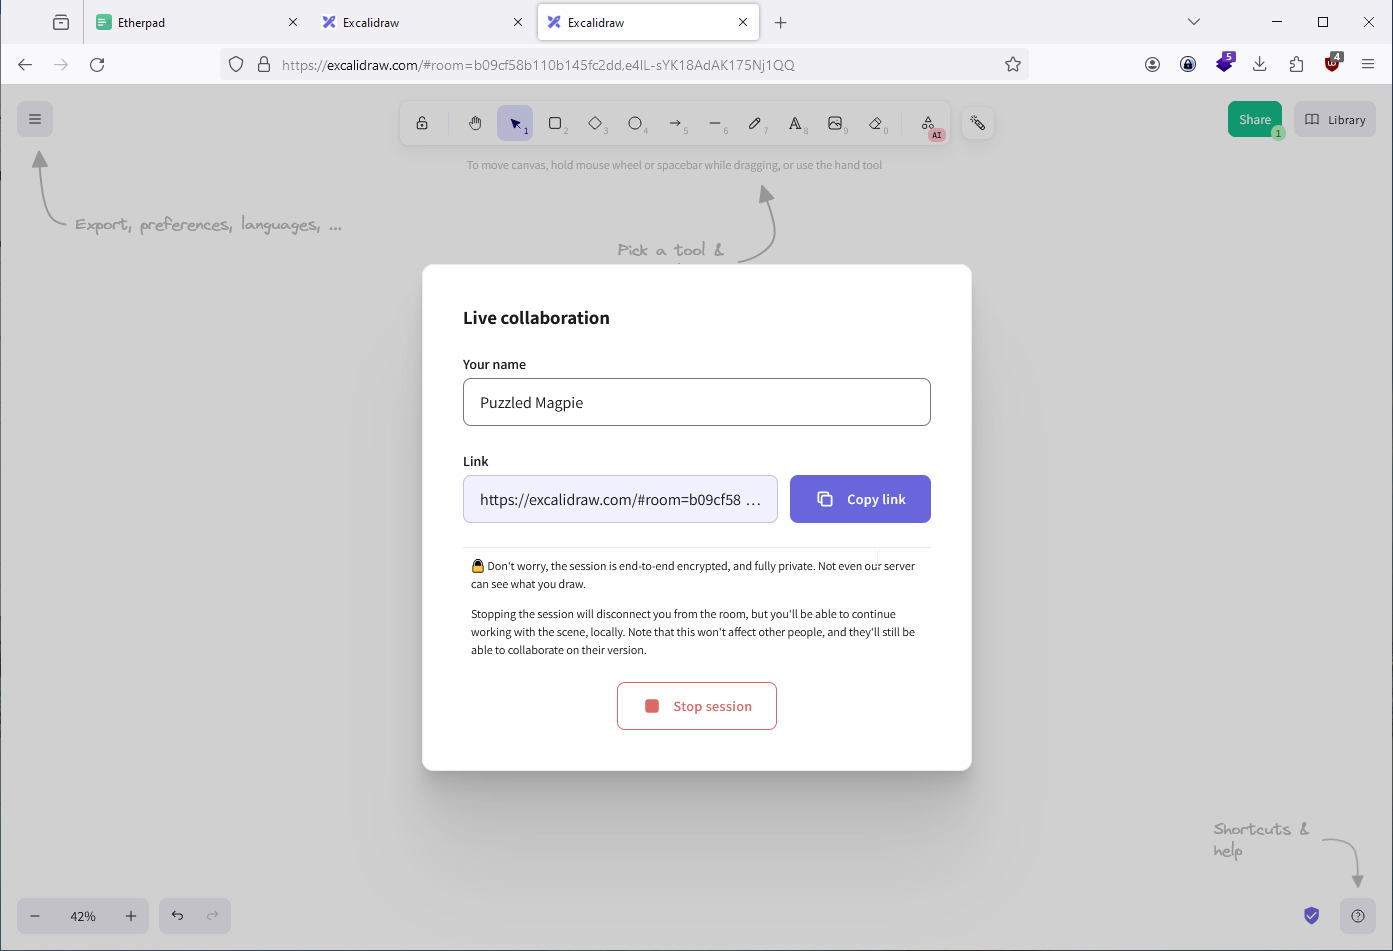 Etherpad
Excalidraw
Excalidraw
https://excalidraw.com/#room=b09cf58b110b145fc2dd,e4IL-sYK18AdAK175Nj1QQ
5
4
1
2
3
4
5
6
7
8
9
0
AI
Share
1
Library
To move canvas, hold mouse wheel or spacebar while dragging, or use the hand tool
Export, preferences, languages, ...
Pick a tool &
Live collaboration
Your name
Puzzled Magpie
Link
https://excalidraw.com/#room=b09cf58 ...
Copy link
Don't worry, the session is end-to-end encrypted, and fully private. Not even our server
can see what you draw.
Stopping the session will disconnect you from the room, but you'll be able to continue
working with the scene, locally. Note that this won't affect other people, and they'll still be
able to collaborate on their version.
Stop session
Shortcuts &
help
42%